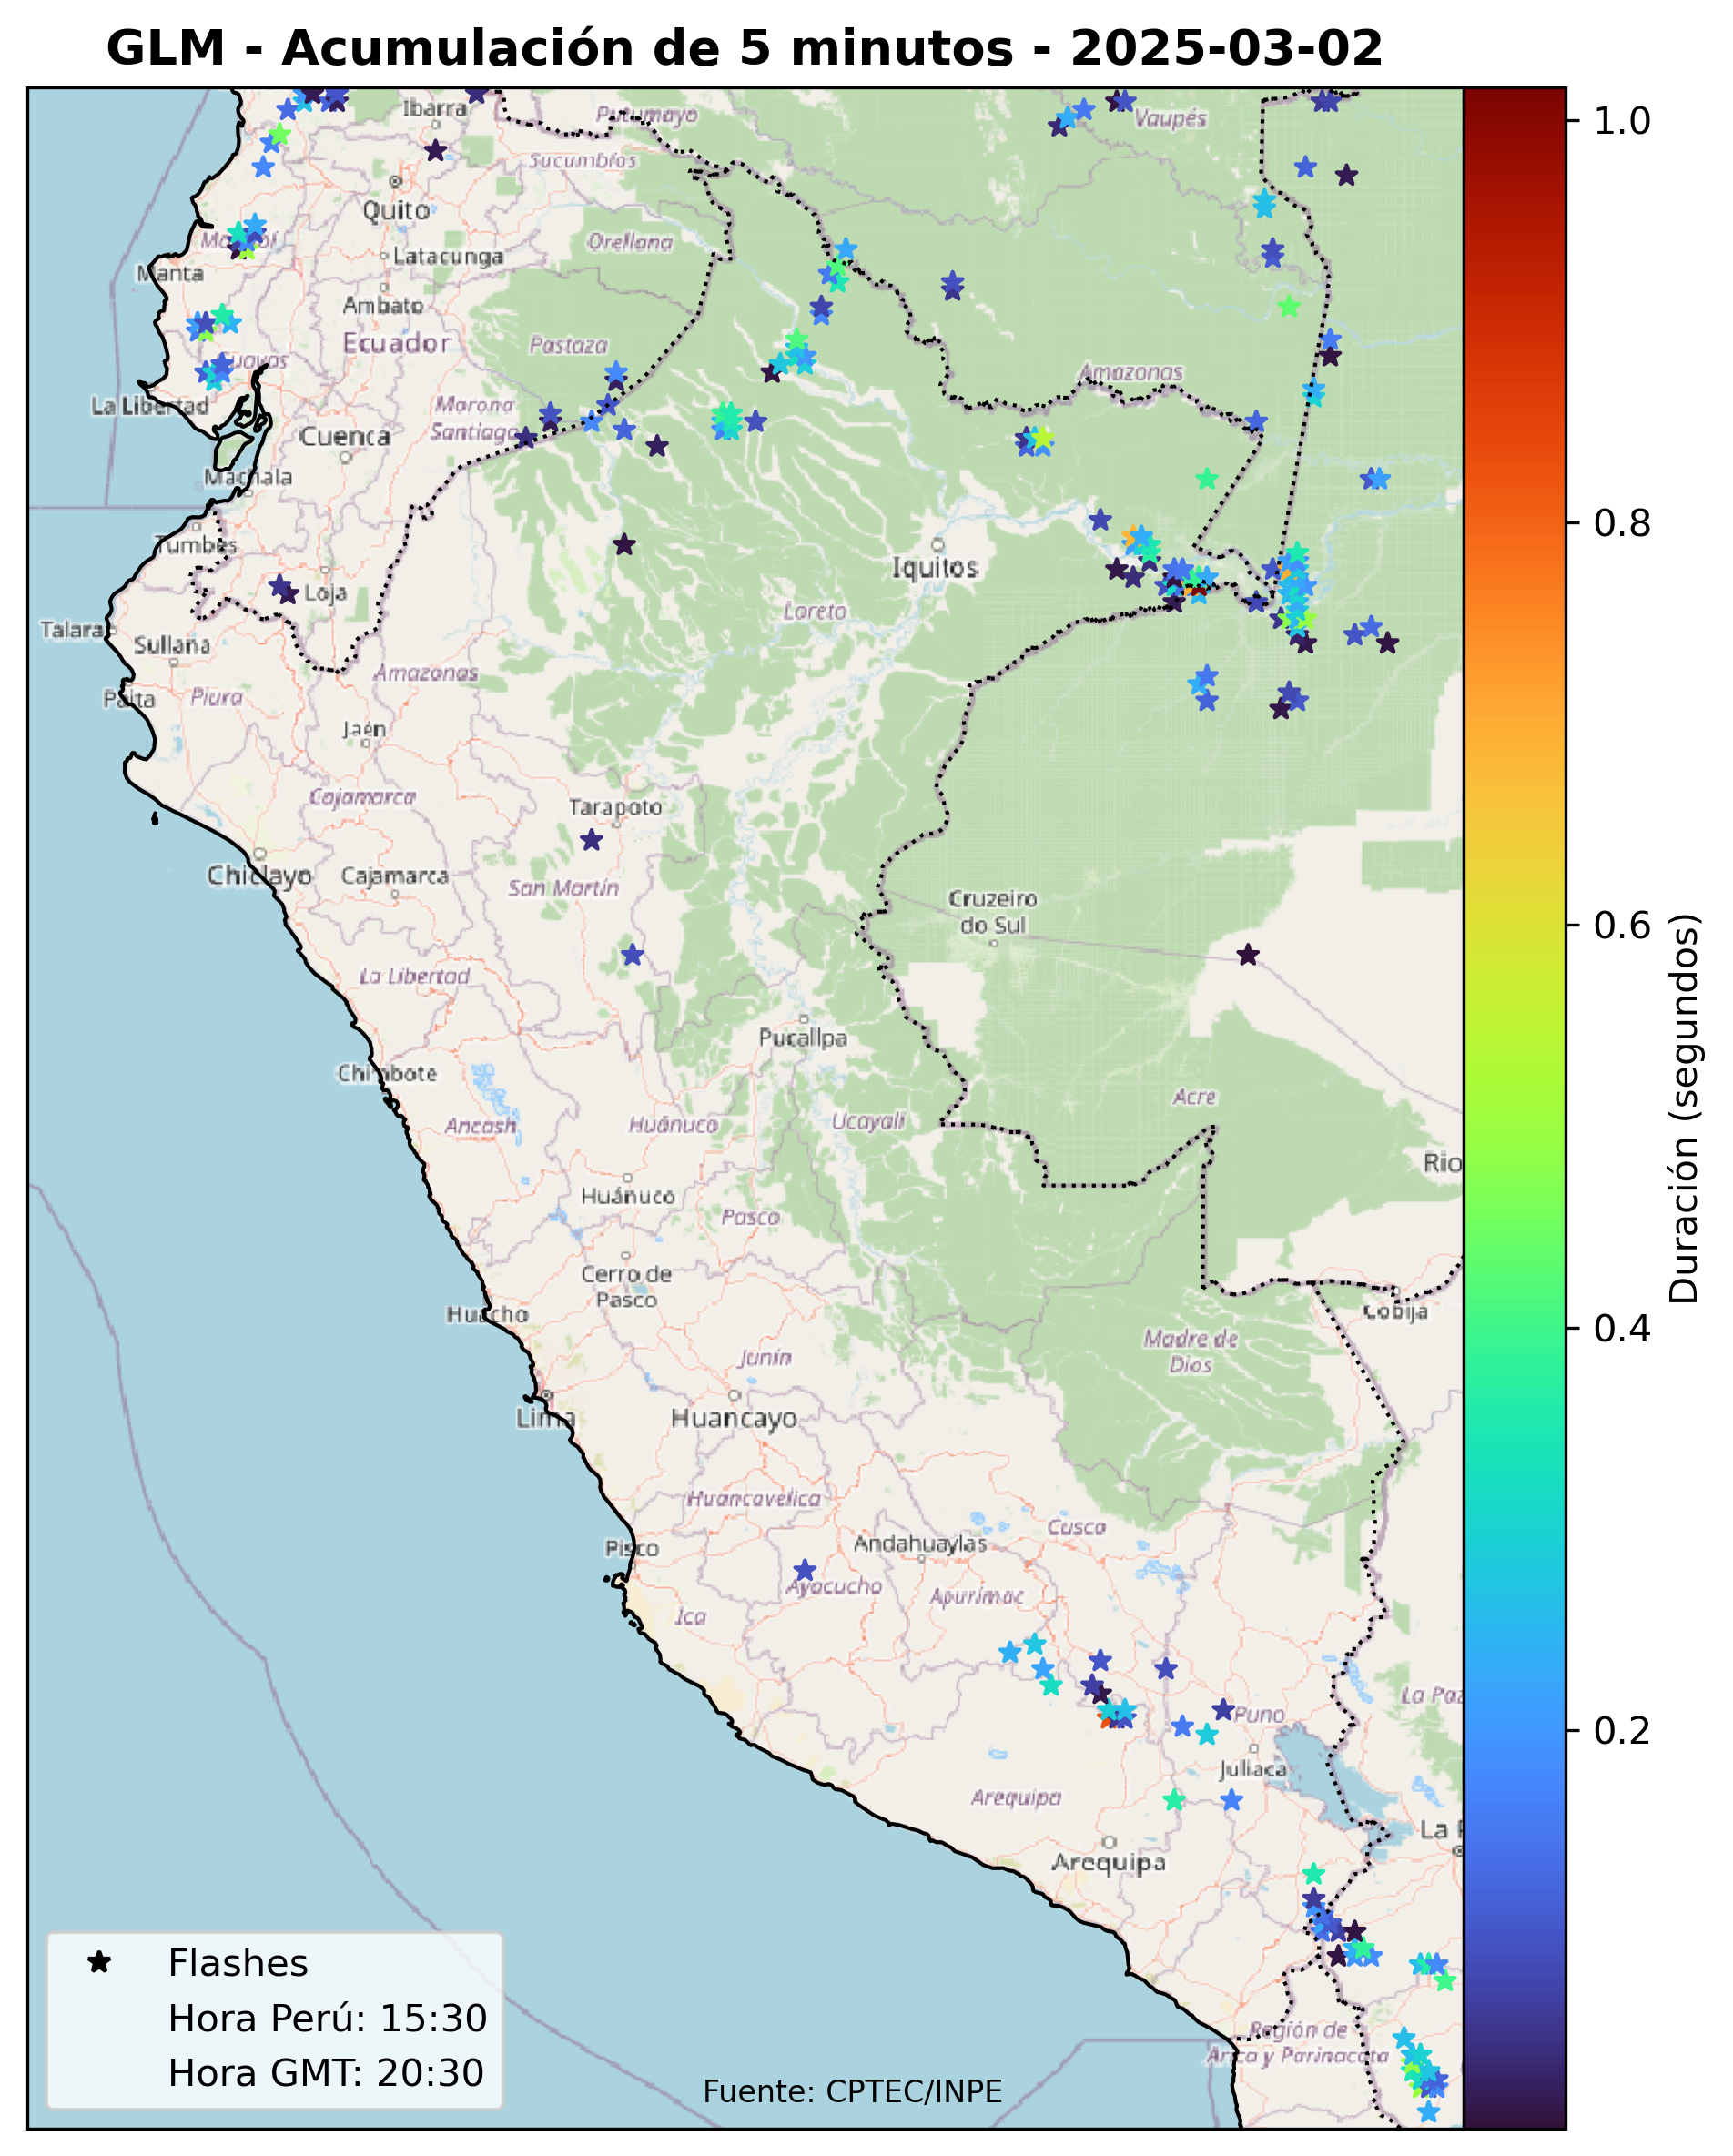 GLM - Acumulación de 5 minutos - 2025-03-02
Ibarra
Putumayo
Vaupés
Sucumbíos
Quito
Orellana
Latacunga
Manta
Ambato
Ecuador
Pastaza
Amazonas
La Libertad
Morona
Santiago
Cuenca
Machala
Tumbes
Iquitos
Loja
Loreto
Talara
Sullana
Amazonas
Paita
Piura
Jaén
Cajamarca
Tarapoto
Chiclayo
Cajamarca
San Martín
Cruzeiro
do Sul
La Libertad
Pucallpa
Chimbote
Acre
Ancash
Huánuco
Ucayali
Rio
Huánuco
Pasco
Cerro de
Pasco
Huacho
Cobija
Madre de
Dios
Junín
Lima
Huancayo
Huancavelica
Cusco
Pisco
Andahuaylas
Ayacucho
Apurímac
Ica
La Paz
Puno
Juliaca
Arequipa
La P
Arequipa
Región de
Arica y Parinacota
Flashes
Hora Perú: 15:30
Hora GMT: 20:30
Fuente: CPTEC/INPE
1.0
0.8
0.6
0.4
0.2
Duración (segundos)